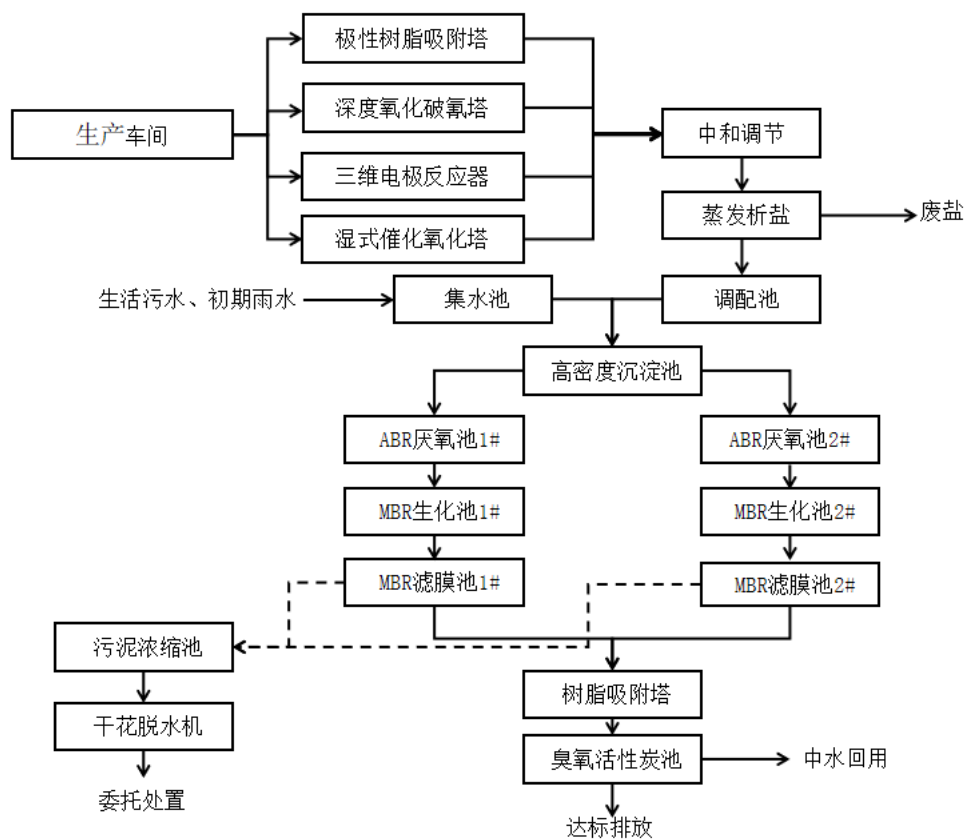 极性树脂吸附塔
深度氧化破氰塔
生产车间
中和调节
三维电极反应器
蒸发析盐
废盐
湿式催化氧化塔
生活污水、初期雨水
集水池
调配池
高密度沉淀池
ABR厌氧池1#
ABR厌氧池2#
MBR生化池1#
MBR生化池2#
MBR滤膜池1#
MBR滤膜池2#
污泥浓缩池
树脂吸附塔
干花脱水机
臭氧活性炭池
中水回用
委托处置
达标排放